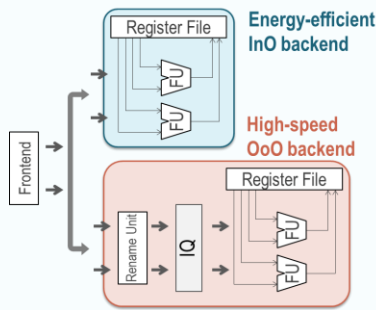 Energy-efficient
InO backend
Register File
FU
FU
High-speed
OoO backend
Frontend
Register File
Rename Unit
IQ
FU
FU